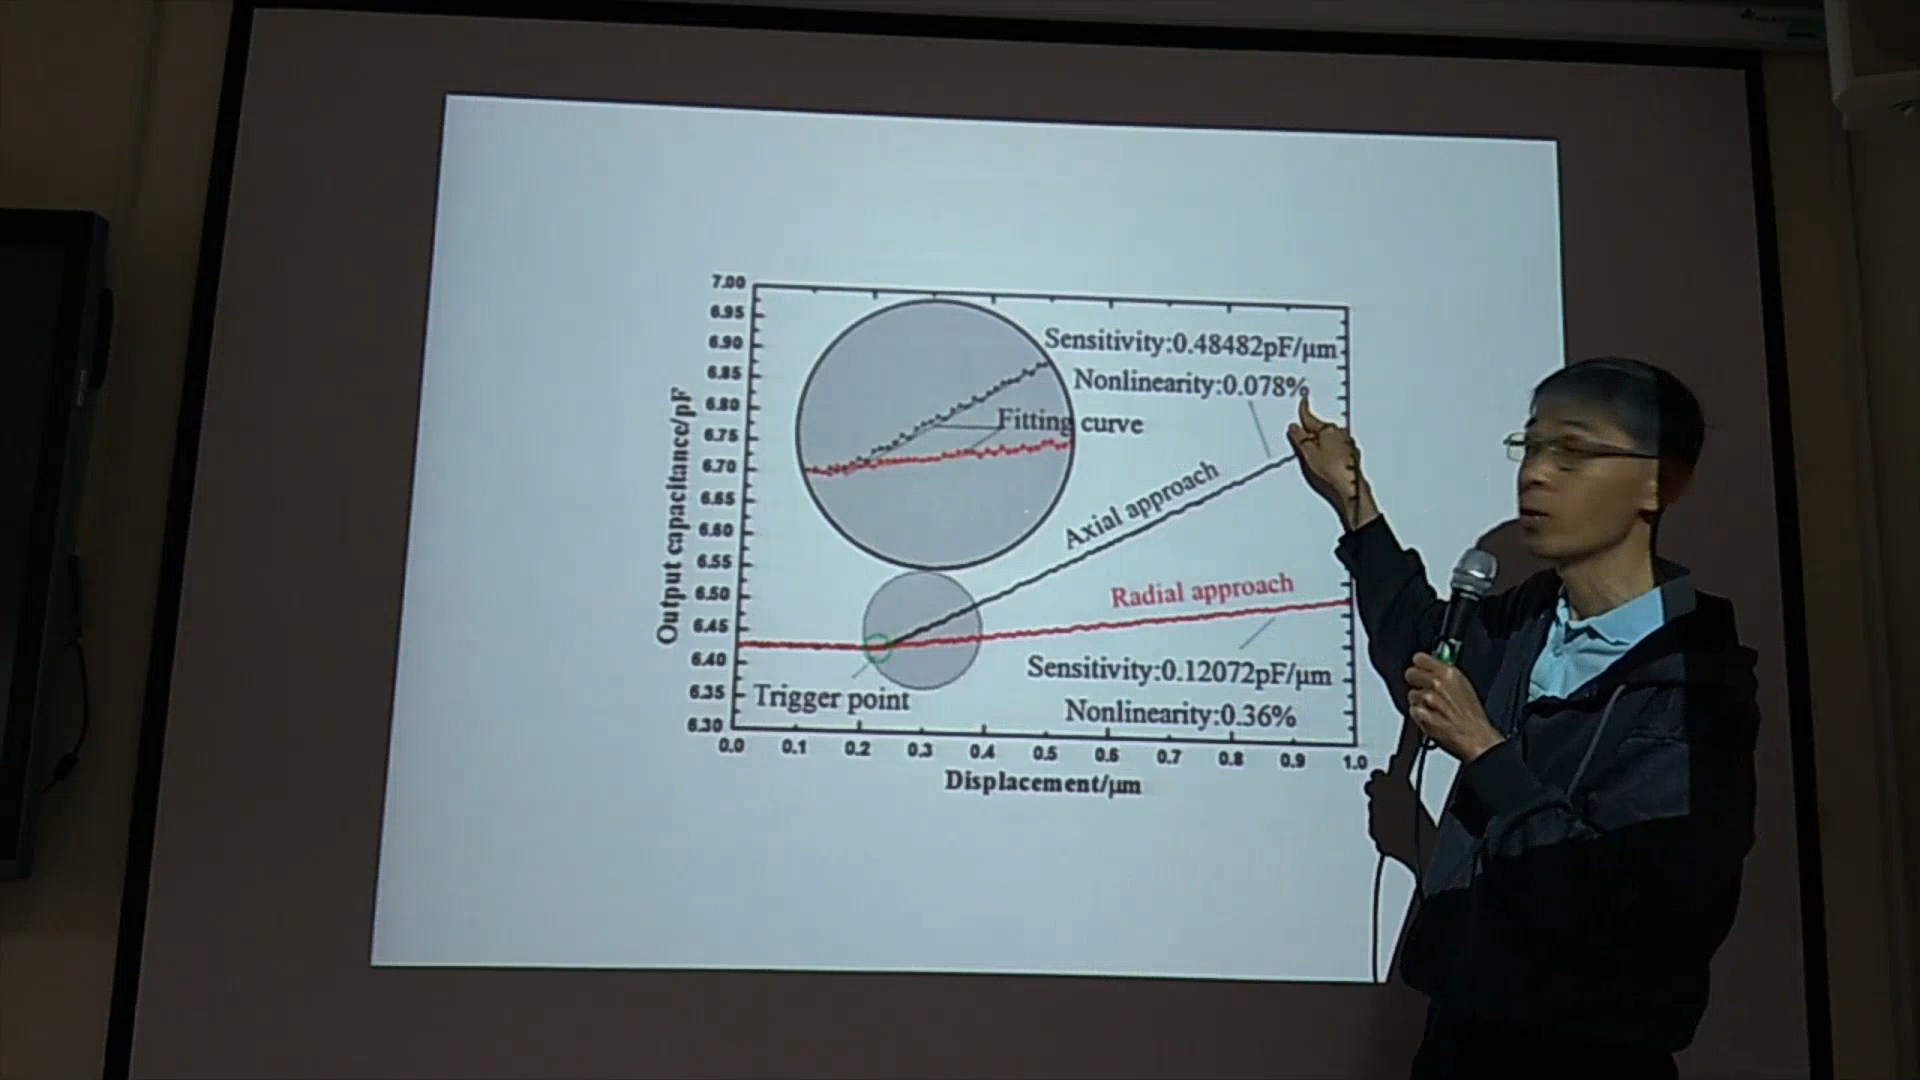 7.00
6.95
6.90
6.85
6.80
6.75
6.70
6.65
6.60
6.55
6.50
6.45
6.40
6.35
6.30
Output capacitance/pF
Sensitivity:0.48482pF/μm
Nonlinearity:0.078%
Fitting curve
Axial approach
Radial approach
Sensitivity:0.12072pF/μm
Nonlinearity:0.36%
Trigger point
0.0 0.1 0.2 0.3 0.4 0.5 0.6 0.7 0.8 0.9 1.0
Displacement/μm